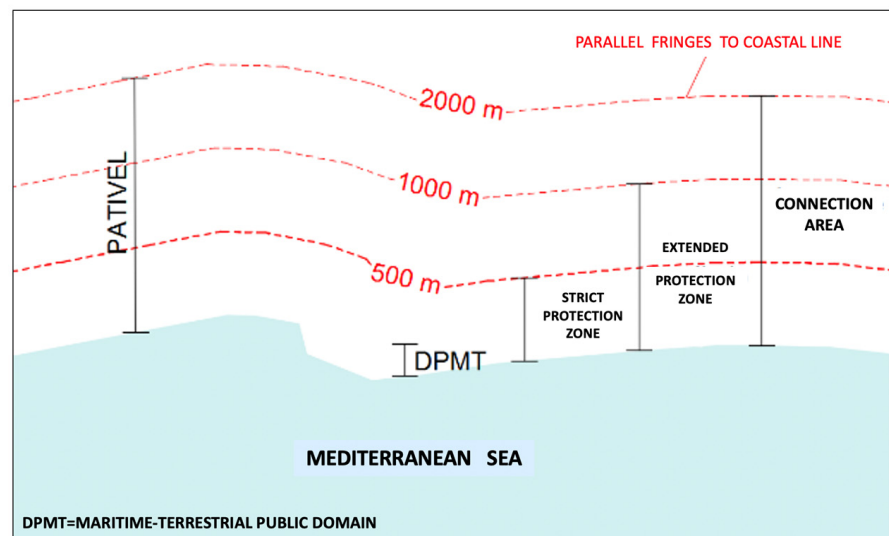 PARALLEL FRINGES TO COASTAL LINE
2000 m
PATIVEL
1000 m
CONNECTION
AREA
EXTENDED
PROTECTION
ZONE
500 m
STRICT
PROTECTION
ZONE
DPMT
MEDITERRANEAN SEA
DPMT=MARITIME-TERRESTRIAL PUBLIC DOMAIN